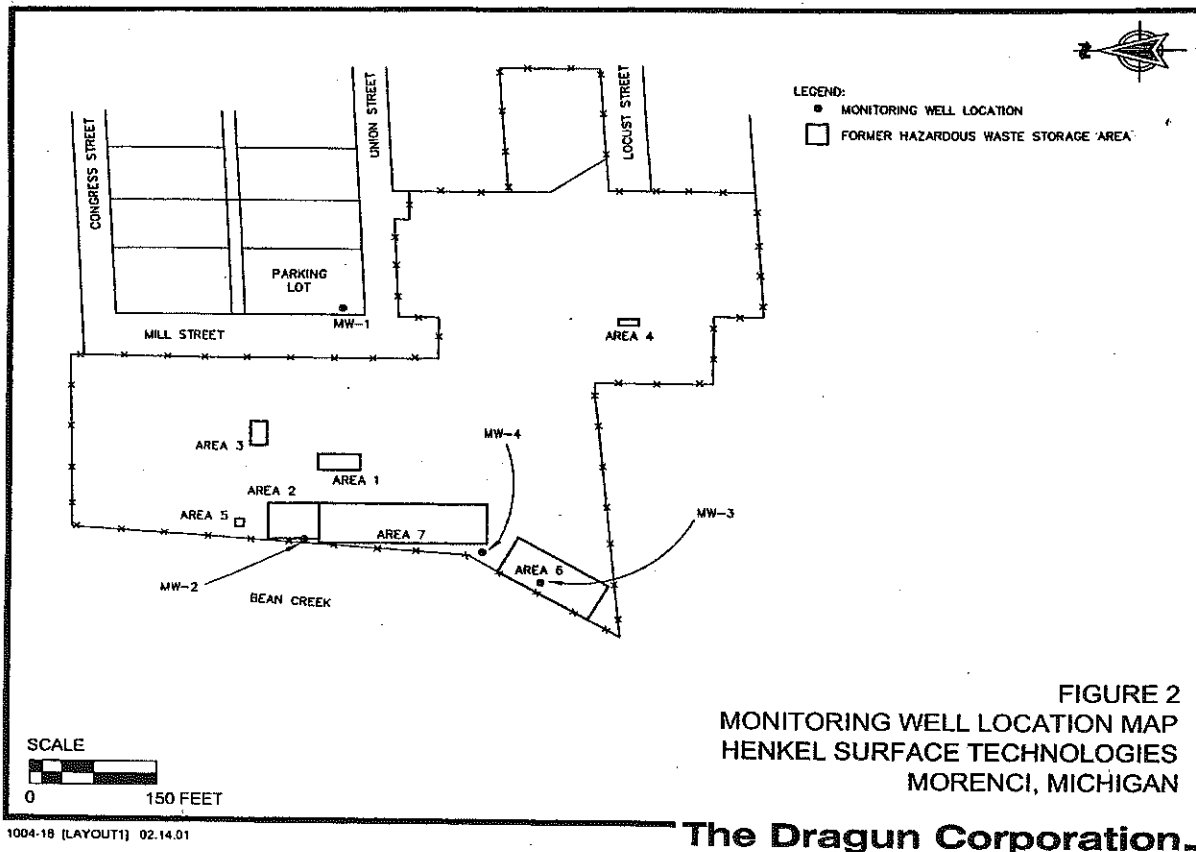 N
CONGRESS STREET
UNION STREET
LOCUST STREET
LEGEND:
MONITORING WELL LOCATION
FORMER HAZARDOUS WASTE STORAGE AREA
PARKING
LOT
MW-1
MILL STREET
AREA 4
AREA 3
MW-4
AREA 1
AREA 2
AREA 5
AREA 7
MW-3
AREA 6
MW-2
BEAN CREEK
FIGURE 2
MONITORING WELL LOCATION MAP
HENKEL SURFACE TECHNOLOGIES
MORENCI, MICHIGAN
SCALE
0 150 FEET
1004-18 [LAYOUT1] 02.14.01
The Dragun Corporation.